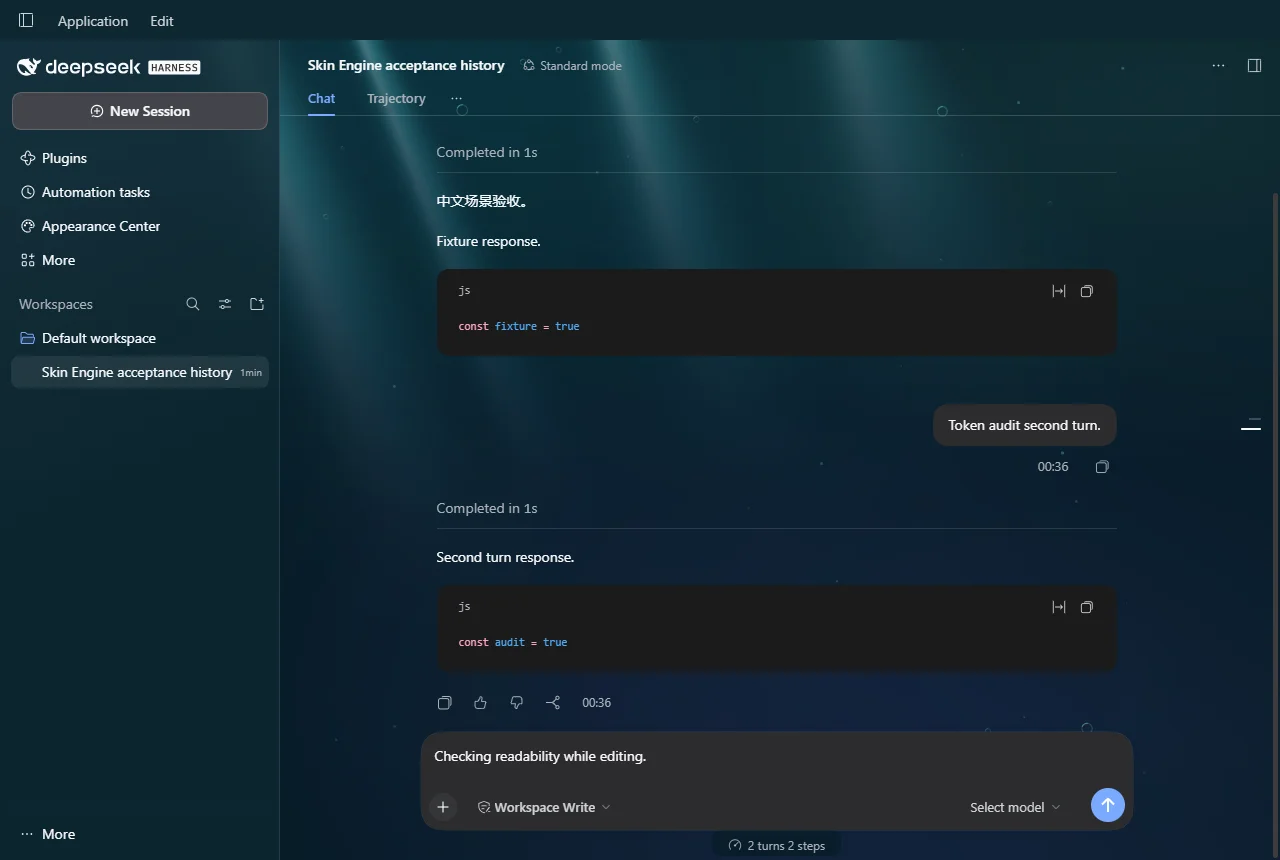 Application Edit
deepseek HARNESS
New Session
Plugins
Automation tasks
Appearance Center
More
Workspaces
Default workspace
Skin Engine acceptance history 1min
More
Skin Engine acceptance history Standard mode
Chat Trajectory
Completed in 1s
中文场景验收。
Fixture response.
js
const fixture = true
Token audit second turn.
00:36
Completed in 1s
Second turn response.
js
const audit = true
00:36
Checking readability while editing.
Workspace Write Select model
2 turns 2 steps